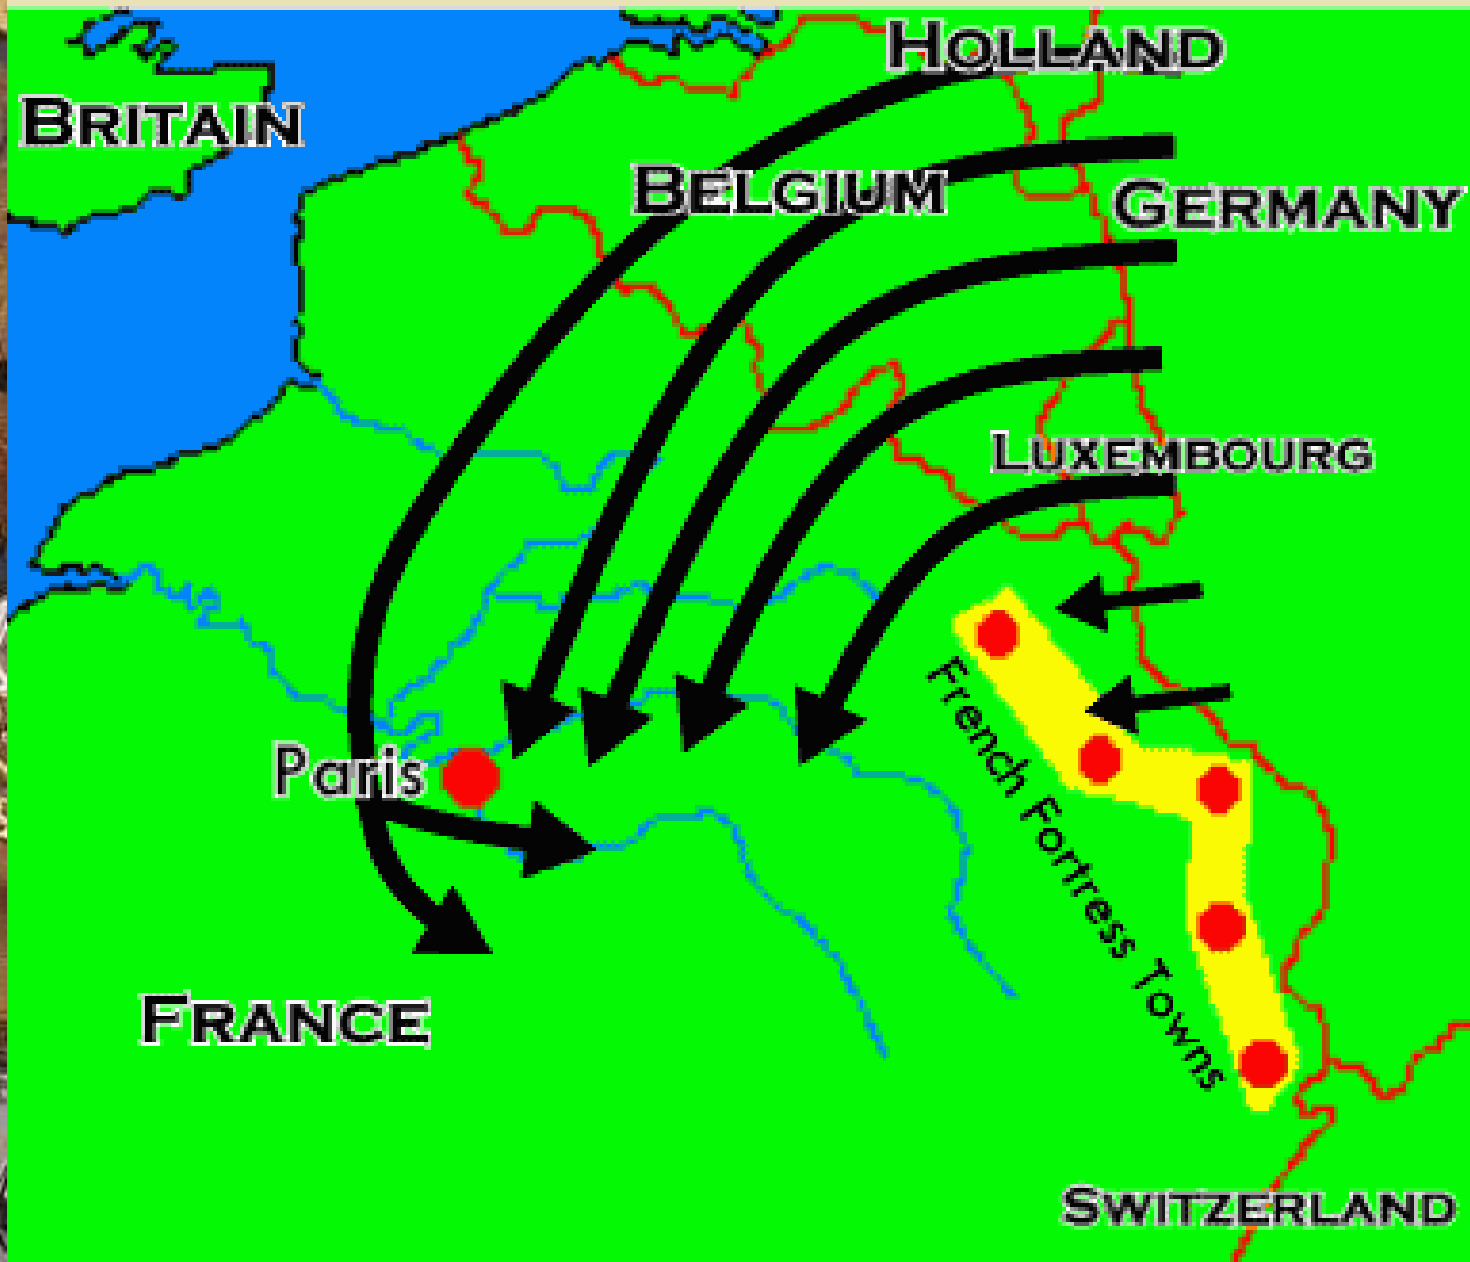 HOLLAND
BRITAIN
BELGIUM
GERMANY
LUXEMBOURG
French Fortress Towns
Paris
FRANCE
SWITZERLAND